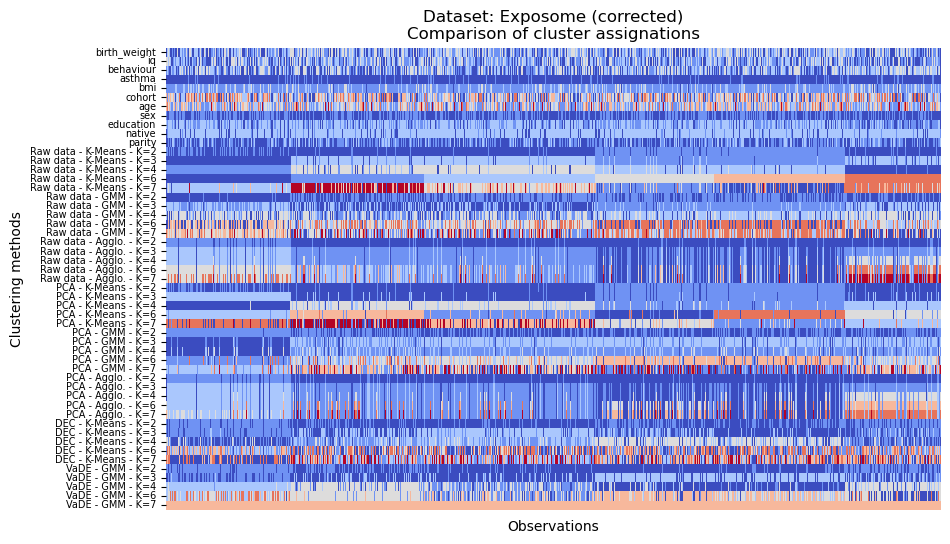 Dataset: Exposome (corrected)
Comparison of cluster assignations
birth_weight
iq
behaviour
asthma
bmi
cohort
age
sex
education
native
parity
Raw data - K-Means - K=2
Raw data - K-Means - K=3
Raw data - K-Means - K=4
Raw data - K-Means - K=6
Raw data - K-Means - K=7
Raw data - GMM - K=2
Raw data - GMM - K=3
Raw data - GMM - K=4
Raw data - GMM - K=6
Raw data - GMM - K=7
Raw data - Agglo. - K=2
Raw data - Agglo. - K=3
Raw data - Agglo. - K=4
Raw data - Agglo. - K=6
Raw data - Agglo. - K=7
PCA - K-Means - K=2
PCA - K-Means - K=3
PCA - K-Means - K=4
PCA - K-Means - K=6
PCA - K-Means - K=7
PCA - GMM - K=2
PCA - GMM - K=3
PCA - GMM - K=4
PCA - GMM - K=6
PCA - GMM - K=7
PCA - Agglo. - K=2
PCA - Agglo. - K=3
PCA - Agglo. - K=4
PCA - Agglo. - K=6
PCA - Agglo. - K=7
DEC - K-Means - K=2
DEC - K-Means - K=3
DEC - K-Means - K=4
DEC - K-Means - K=6
DEC - K-Means - K=7
VaDE - GMM - K=2
VaDE - GMM - K=3
VaDE - GMM - K=4
VaDE - GMM - K=6
VaDE - GMM - K=7
Clustering methods
Observations